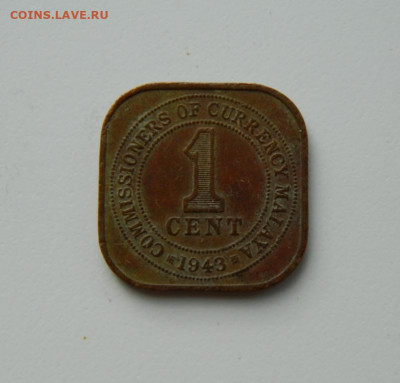 COINS.LAVE.RU
COMMISSIONERS OF CURRENCY MALAYA
1
CENT
1943